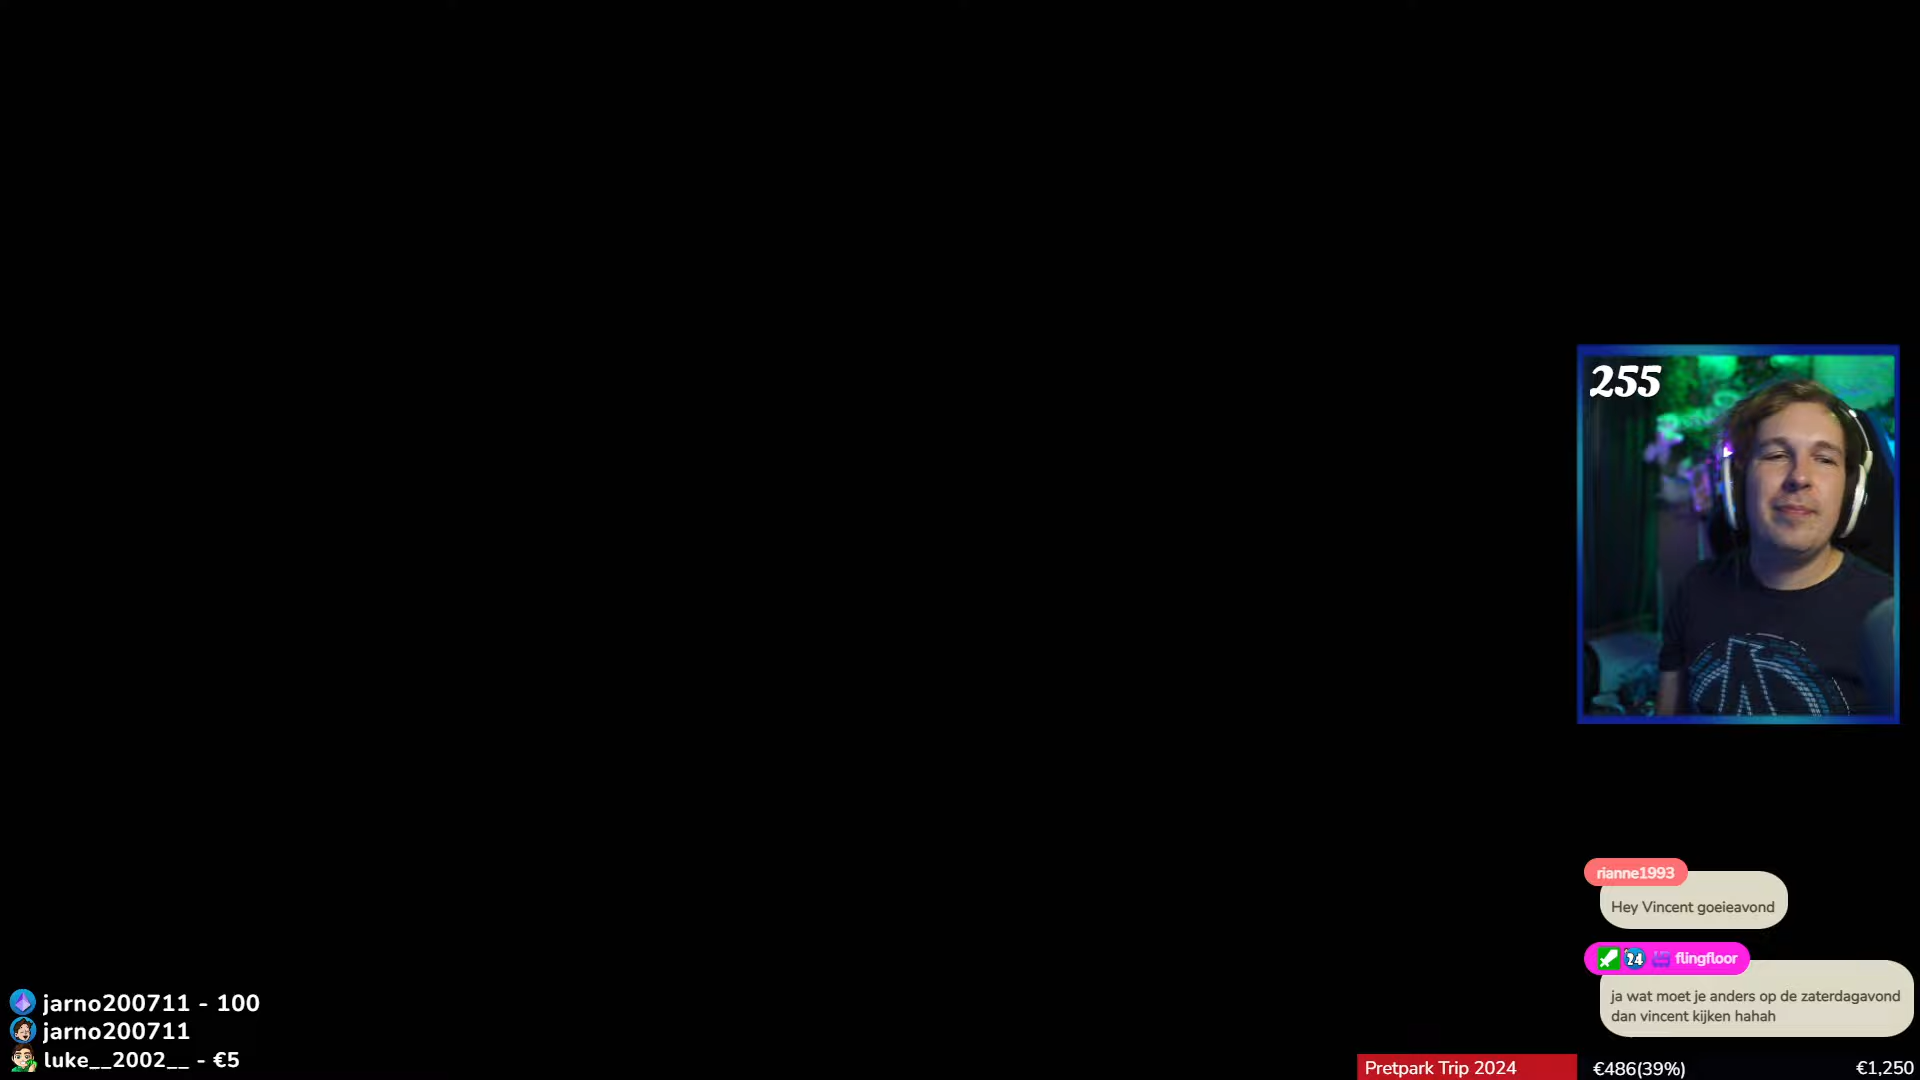 255
rianne1993
Hey Vincent goeieavond
24 flingfloor
ja wat moet je anders op de zaterdagavond
dan vincent kijken hahah
jarno200711 - 100
jarno200711
luke__2002__ - €5
Pretpark Trip 2024 €486(39%) €1,250